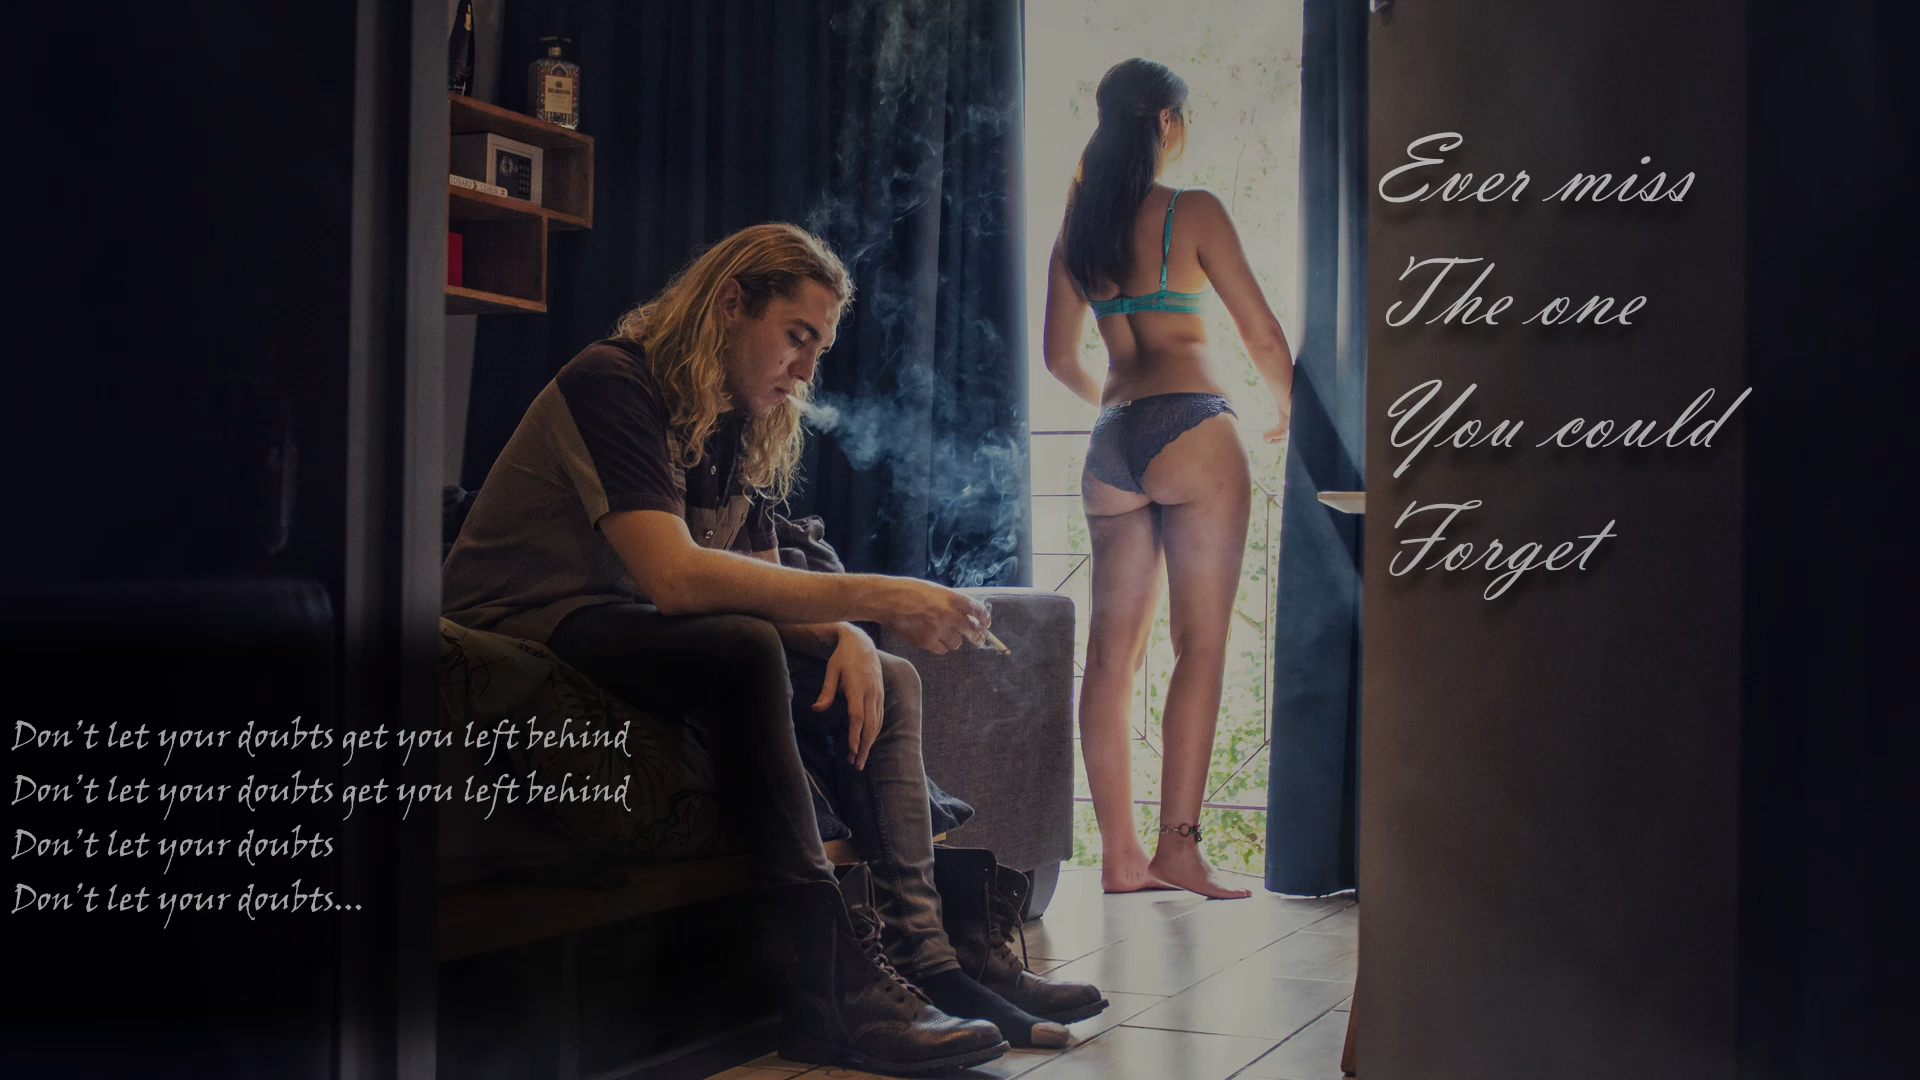 Ever miss
The one
You could
Forget
Don't let your doubts get you left behind
Don't let your doubts get you left behind
Don't let your doubts
Don't let your doubts...